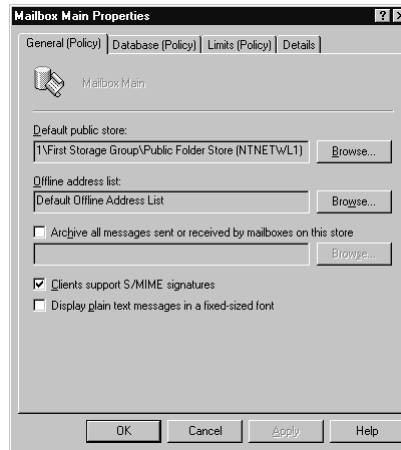 Mailbox Main Properties
General (Policy) Database (Policy) Limits (Policy) Details
Mailbox Main
Default public store:
1\First Storage Group\Public Folder Store (NTNETWL1) Browse...
Offline address list:
Default Offline Address List Browse...
Archive all messages sent or received by mailboxes on this store
Browse...
Clients support S/MIME signatures
Display plain text messages in a fixed-sized font
OK Cancel Apply Help